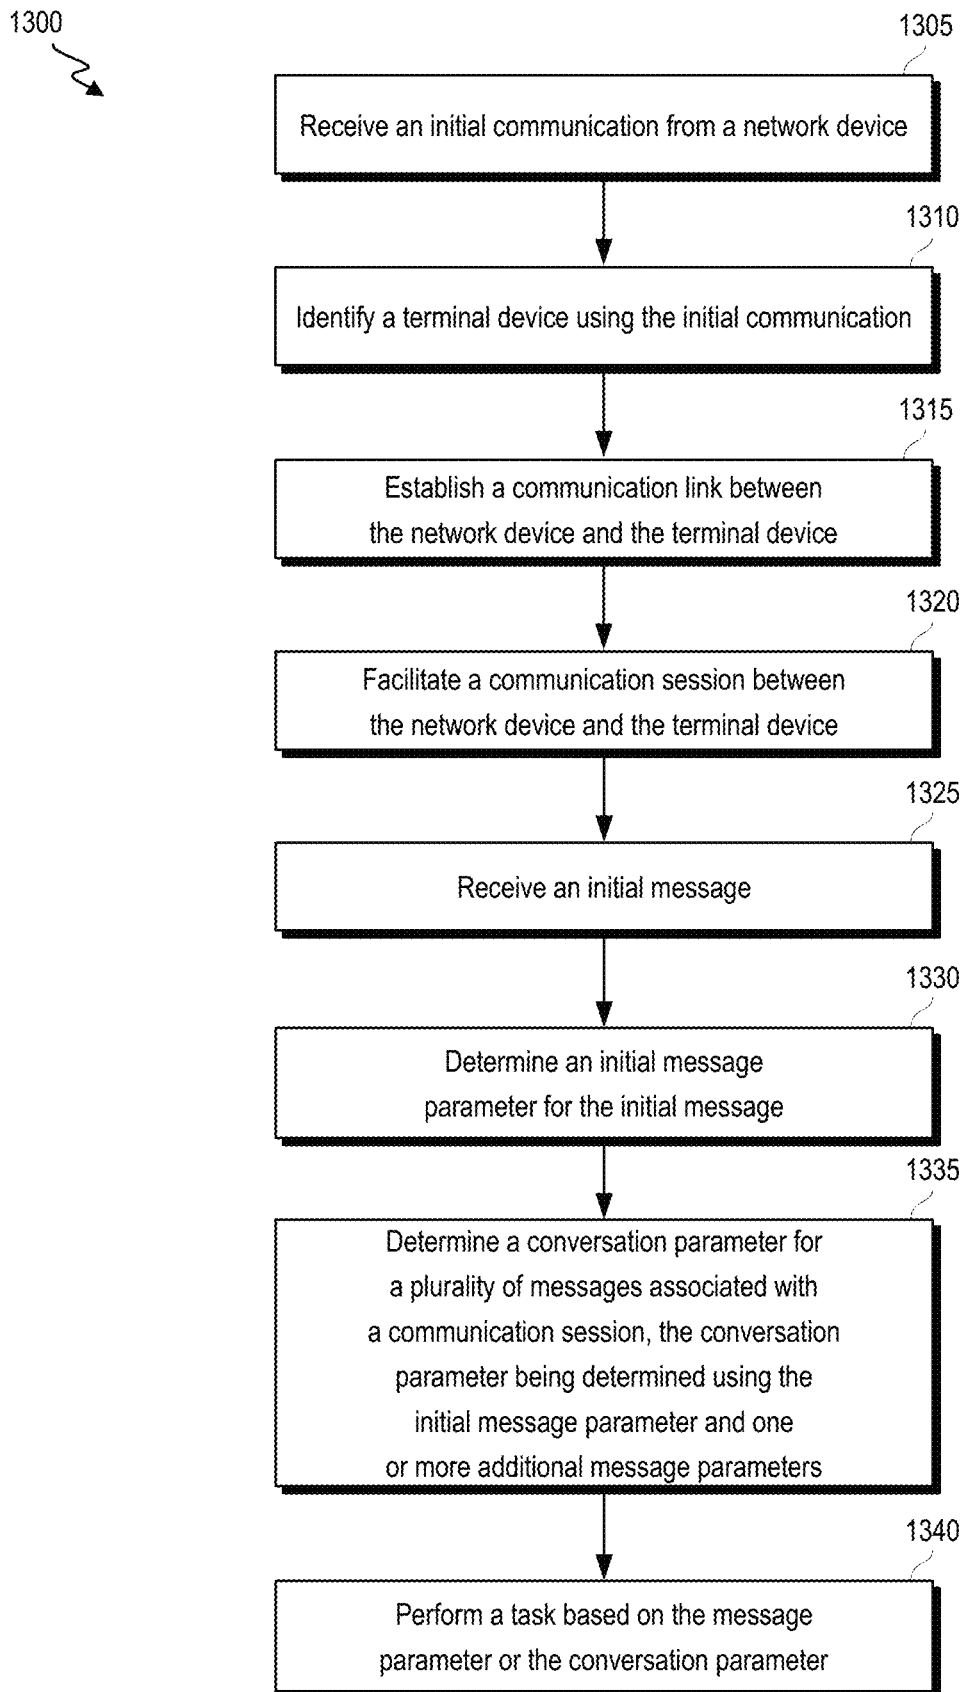 1300
1305
Receive an initial communication from a network device
1310
Identify a terminal device using the initial communication
1315
Establish a communication link between
the network device and the terminal device
1320
Facilitate a communication session between
the network device and the terminal device
1325
Receive an initial message
1330
Determine an initial message
parameter for the initial message
1335
Determine a conversation parameter for
a plurality of messages associated with
a communication session, the conversation
parameter being determined using the
initial message parameter and one
or more additional message parameters
1340
Perform a task based on the message
parameter or the conversation parameter